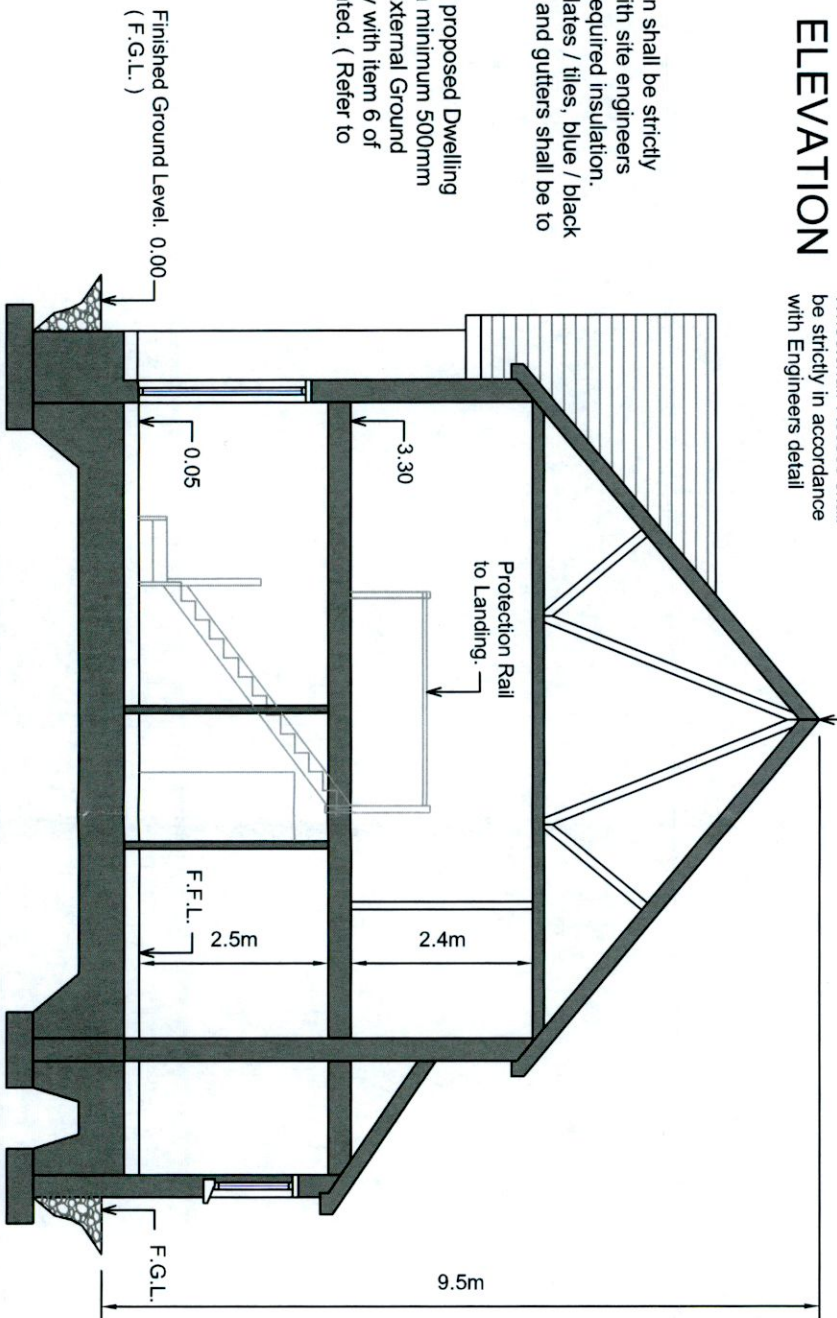 ELEVATION
be strictly in accordance
with Engineers detail
n shall be strictly
ith site engineers
equired insulation.
lates / tiles, blue / black
and gutters shall be to
proposed Dwelling
minimum 500mm
xternal Ground
y with item 6 of
ted. ( Refer to
Finished Ground Level. 0.00
( F.G.L. )
0.05
3.30
Protection Rail
to Landing.
F.F.L.
2.5m
2.4m
F.G.L.
9.5m